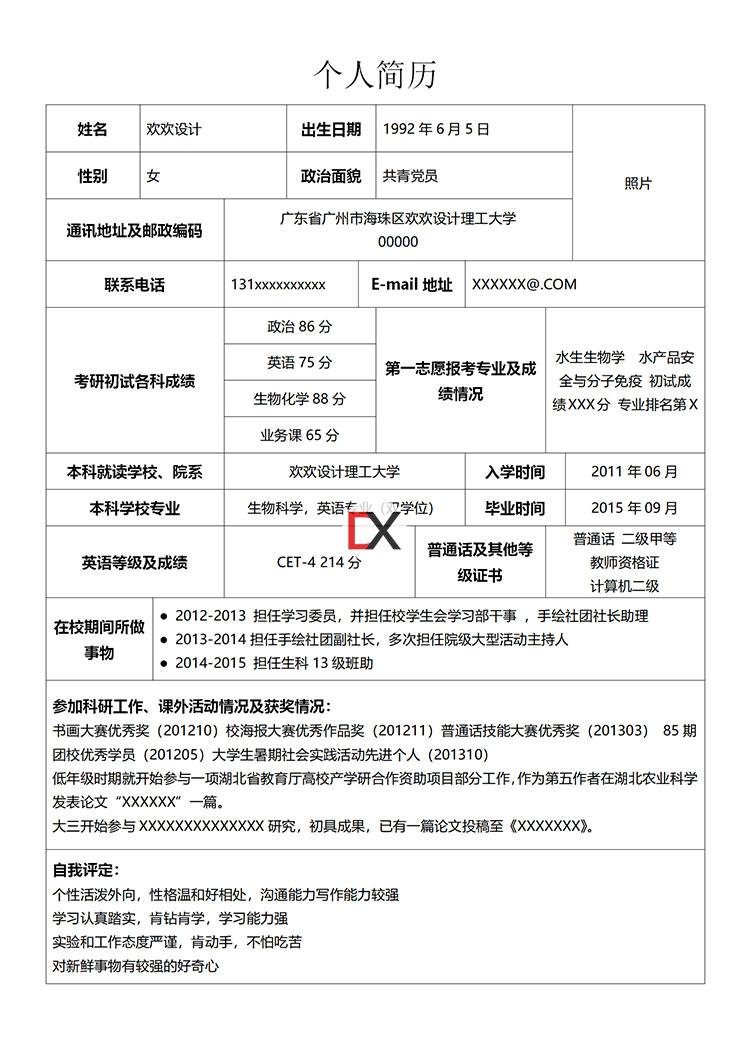 个人简历
姓名 欢欢设计 出生日期 1992 年 6 月 5 日
照片
性别 女 政治面貌 共青党员
通讯地址及邮政编码 广东省广州市海珠区欢欢设计理工大学
00000
联系电话 131xxxxxxxxxx E-mail 地址 XXXXXX@.COM
考研初试各科成绩
政治 86 分
英语 75 分
生物化学 88 分
业务课 65 分
第一志愿报考专业及成
绩情况
水生生物学 水产品安
全与分子免疫 初试成
绩 XXX 分 专业排名第 X
本科就读学校、院系 欢欢设计理工大学 入学时间 2011 年 06 月
本科学校专业 生物科学，英语专业（双学位） 毕业时间 2015 年 09 月
DX
英语等级及成绩 CET-4 214 分
普通话及其他等
级证书
普通话 二级甲等
教师资格证
计算机二级
在校期间所做
事物
● 2012-2013 担任学习委员，并担任校学生会学习部干事 ，手绘社团社长助理
● 2013-2014 担任手绘社团副社长，多次担任院级大型活动主持人
● 2014-2015 担任生科 13 级班助
参加科研工作、课外活动情况及获奖情况：
书画大赛优秀奖（201210）校海报大赛优秀作品奖（201211）普通话技能大赛优秀奖（201303） 85 期
团校优秀学员（201205）大学生暑期社会实践活动先进个人（201310）
低年级时期就开始参与一项湖北省教育厅高校产学研合作资助项目部分工作，作为第五作者在湖北农业科学
发表论文“XXXXXX”一篇。
大三开始参与 XXXXXXXXXXXXXX 研究，初具成果，已有一篇论文投稿至《XXXXXXX》。
自我评定：
个性活泼外向，性格温和好相处，沟通能力写作能力较强
学习认真踏实，肯钻肯学，学习能力强
实验和工作态度严谨，肯动手，不怕吃苦
对新鲜事物有较强的好奇心